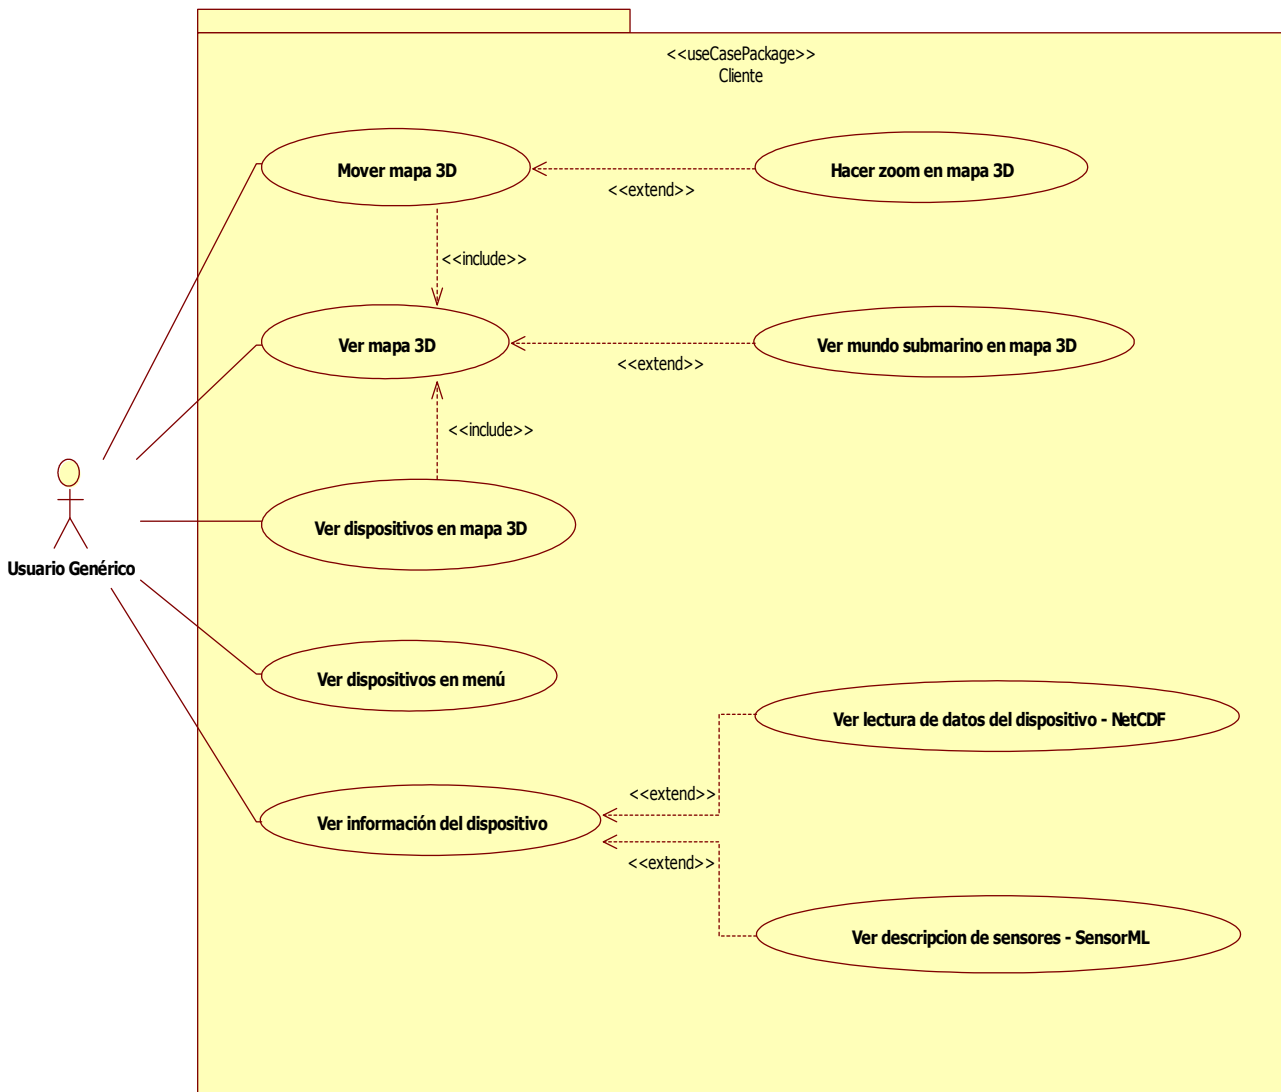 <<useCasePackage>>
Cliente
Mover mapa 3D
Hacer zoom en mapa 3D
<<extend>>
<<include>>
Ver mapa 3D
Ver mundo submarino en mapa 3D
<<extend>>
<<include>>
Ver dispositivos en mapa 3D
Usuario Genérico
Ver dispositivos en menú
Ver lectura de datos del dispositivo - NetCDF
<<extend>>
Ver información del dispositivo
<<extend>>
Ver descripcion de sensores - SensorML